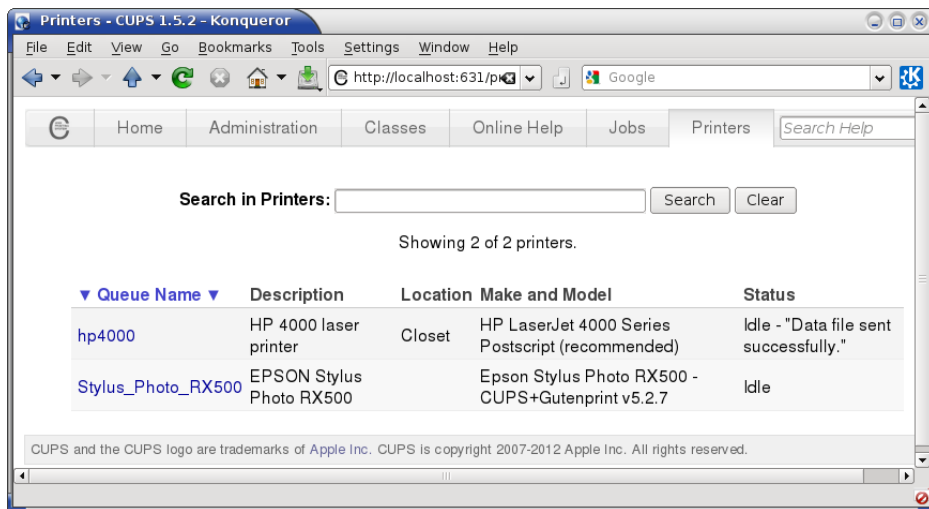 Printers - CUPS 1.5.2 – Konqueror
File Edit View Go Bookmarks Tools Settings Window Help
http://localhost:631/p Google
Home Administration Classes Online Help Jobs Printers Search Help
Search in Printers: Search Clear
Showing 2 of 2 printers.
▼ Queue Name ▼ Description Location Make and Model Status
hp4000 HP 4000 laser printer Closet HP LaserJet 4000 Series Postscript (recommended) Idle - "Data file sent successfully."
Stylus_Photo_RX500 EPSON Stylus Photo RX500 Epson Stylus Photo RX500 - CUPS+Gutenprint v5.2.7 Idle
CUPS and the CUPS logo are trademarks of Apple Inc. CUPS is copyright 2007-2012 Apple Inc. All rights reserved.